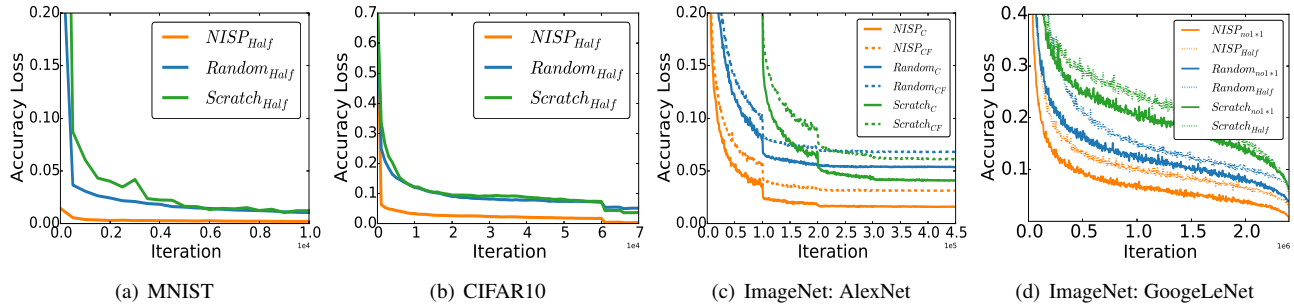 0.20
0.15
0.10
0.05
0.00
0.0 0.2 0.4 0.6 0.8 1.0
1e4
Accuracy Loss
Iteration
NISP_Half
Random_Half
Scratch_Half
(a) MNIST
0.7
0.6
0.5
0.4
0.3
0.2
0.1
0.0
0 1 2 3 4 5 6 7
1e4
Accuracy Loss
Iteration
NISP_Half
Random_Half
Scratch_Half
(b) CIFAR10
0.20
0.15
0.10
0.05
0.00
0.0 0.5 1.0 1.5 2.0 2.5 3.0 3.5 4.0 4.5
1e5
Accuracy Loss
Iteration
NISP_C
NISP_CF
Random_C
Random_CF
Scratch_C
Scratch_CF
(c) ImageNet: AlexNet
0.4
0.3
0.2
0.1
0.0 0.5 1.0 1.5 2.0
1e6
Accuracy Loss
Iteration
NISP_no1*1
NISP_Half
Random_no1*1
Random_Half
Scratch_no1*1
Scratch_Half
(d) ImageNet: GoogeLeNet